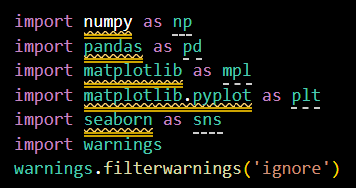 import numpy as np
import pandas as pd
import matplotlib as mpl
import matplotlib.pyplot as plt
import seaborn as sns
import warnings
warnings.filterwarnings('ignore')